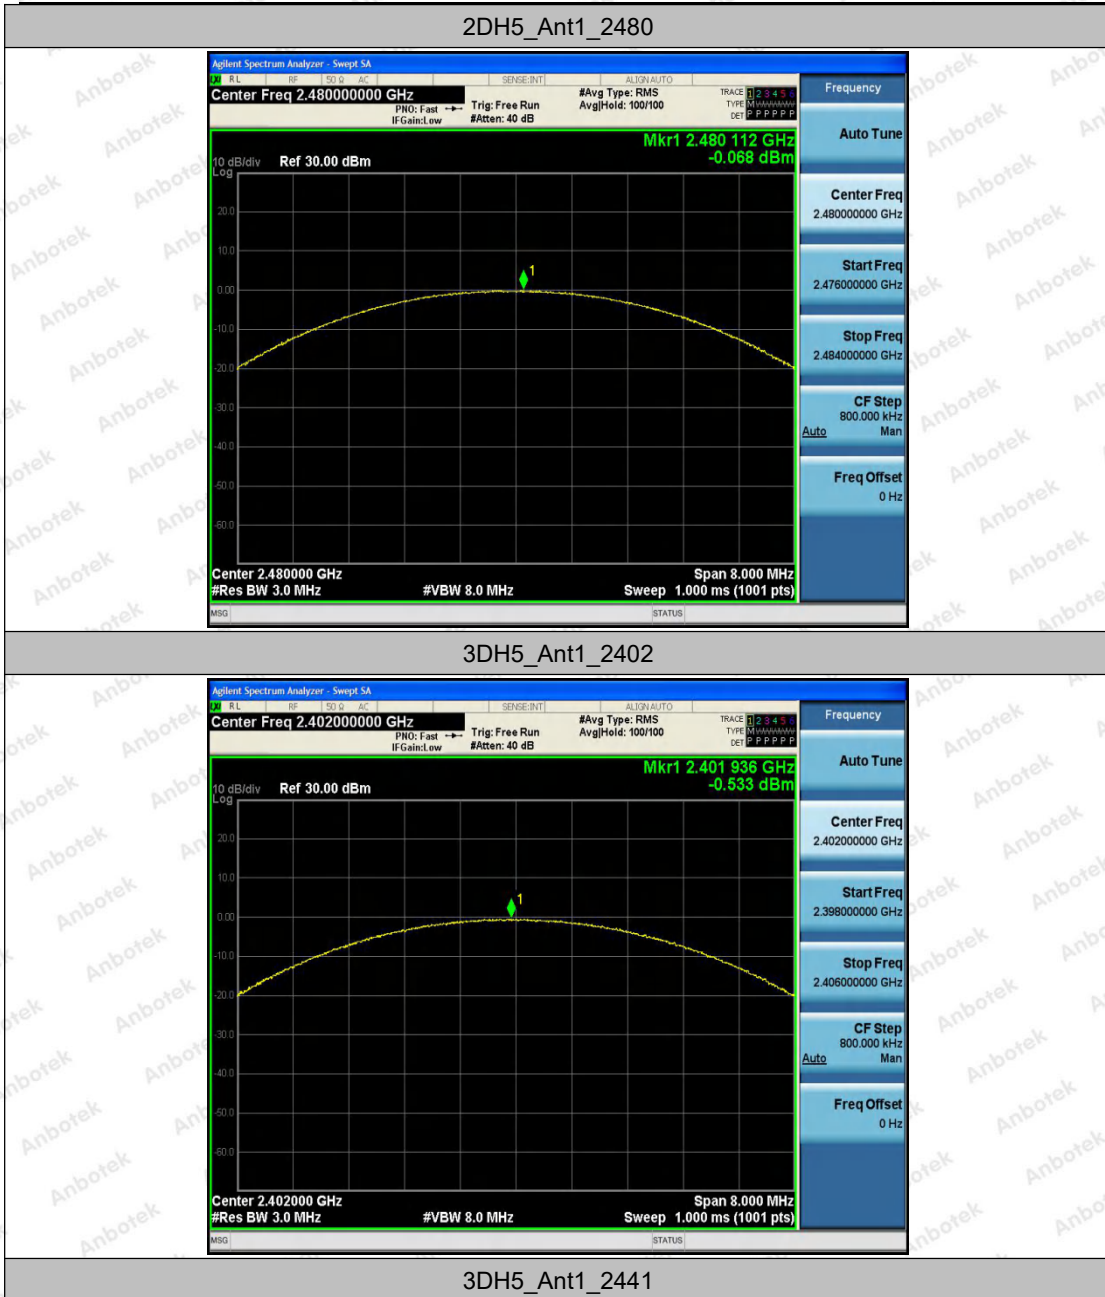 2DH5_Ant1_2480
Agilent Spectrum Analyzer - Swept SA
LXI RL RF 50 Ω AC SENSE:INT ALIGNAUTO
Center Freq 2.480000000 GHz
PNO: Fast
IFGain:Low
Trig: Free Run
#Atten: 40 dB
#Avg Type: RMS
Avg|Hold: 100/100
TRACE 1 2 3 4 5 6
TYPE M
DET P P P P P P
Mkr1 2.480 112 GHz
-0.068 dBm
10 dB/div Ref 30.00 dBm
Log
20.0
10.0
0.00
-10.0
-20.0
-30.0
-40.0
-50.0
-60.0
1
Center 2.480000 GHz Span 8.000 MHz
#Res BW 3.0 MHz #VBW 8.0 MHz Sweep 1.000 ms (1001 pts)
MSG STATUS
Frequency
Auto Tune
Center Freq
2.480000000 GHz
Start Freq
2.476000000 GHz
Stop Freq
2.484000000 GHz
CF Step
800.000 kHz
Auto Man
Freq Offset
0 Hz
3DH5_Ant1_2402
Agilent Spectrum Analyzer - Swept SA
LXI RL RF 50 Ω AC SENSE:INT ALIGNAUTO
Center Freq 2.402000000 GHz
PNO: Fast
IFGain:Low
Trig: Free Run
#Atten: 40 dB
#Avg Type: RMS
Avg|Hold: 100/100
TRACE 1 2 3 4 5 6
TYPE M
DET P P P P P P
Mkr1 2.401 936 GHz
-0.533 dBm
10 dB/div Ref 30.00 dBm
Log
20.0
10.0
0.00
-10.0
-20.0
-30.0
-40.0
-50.0
-60.0
1
Center 2.402000 GHz Span 8.000 MHz
#Res BW 3.0 MHz #VBW 8.0 MHz Sweep 1.000 ms (1001 pts)
MSG STATUS
Frequency
Auto Tune
Center Freq
2.402000000 GHz
Start Freq
2.398000000 GHz
Stop Freq
2.406000000 GHz
CF Step
800.000 kHz
Auto Man
Freq Offset
0 Hz
3DH5_Ant1_2441
Anbotek